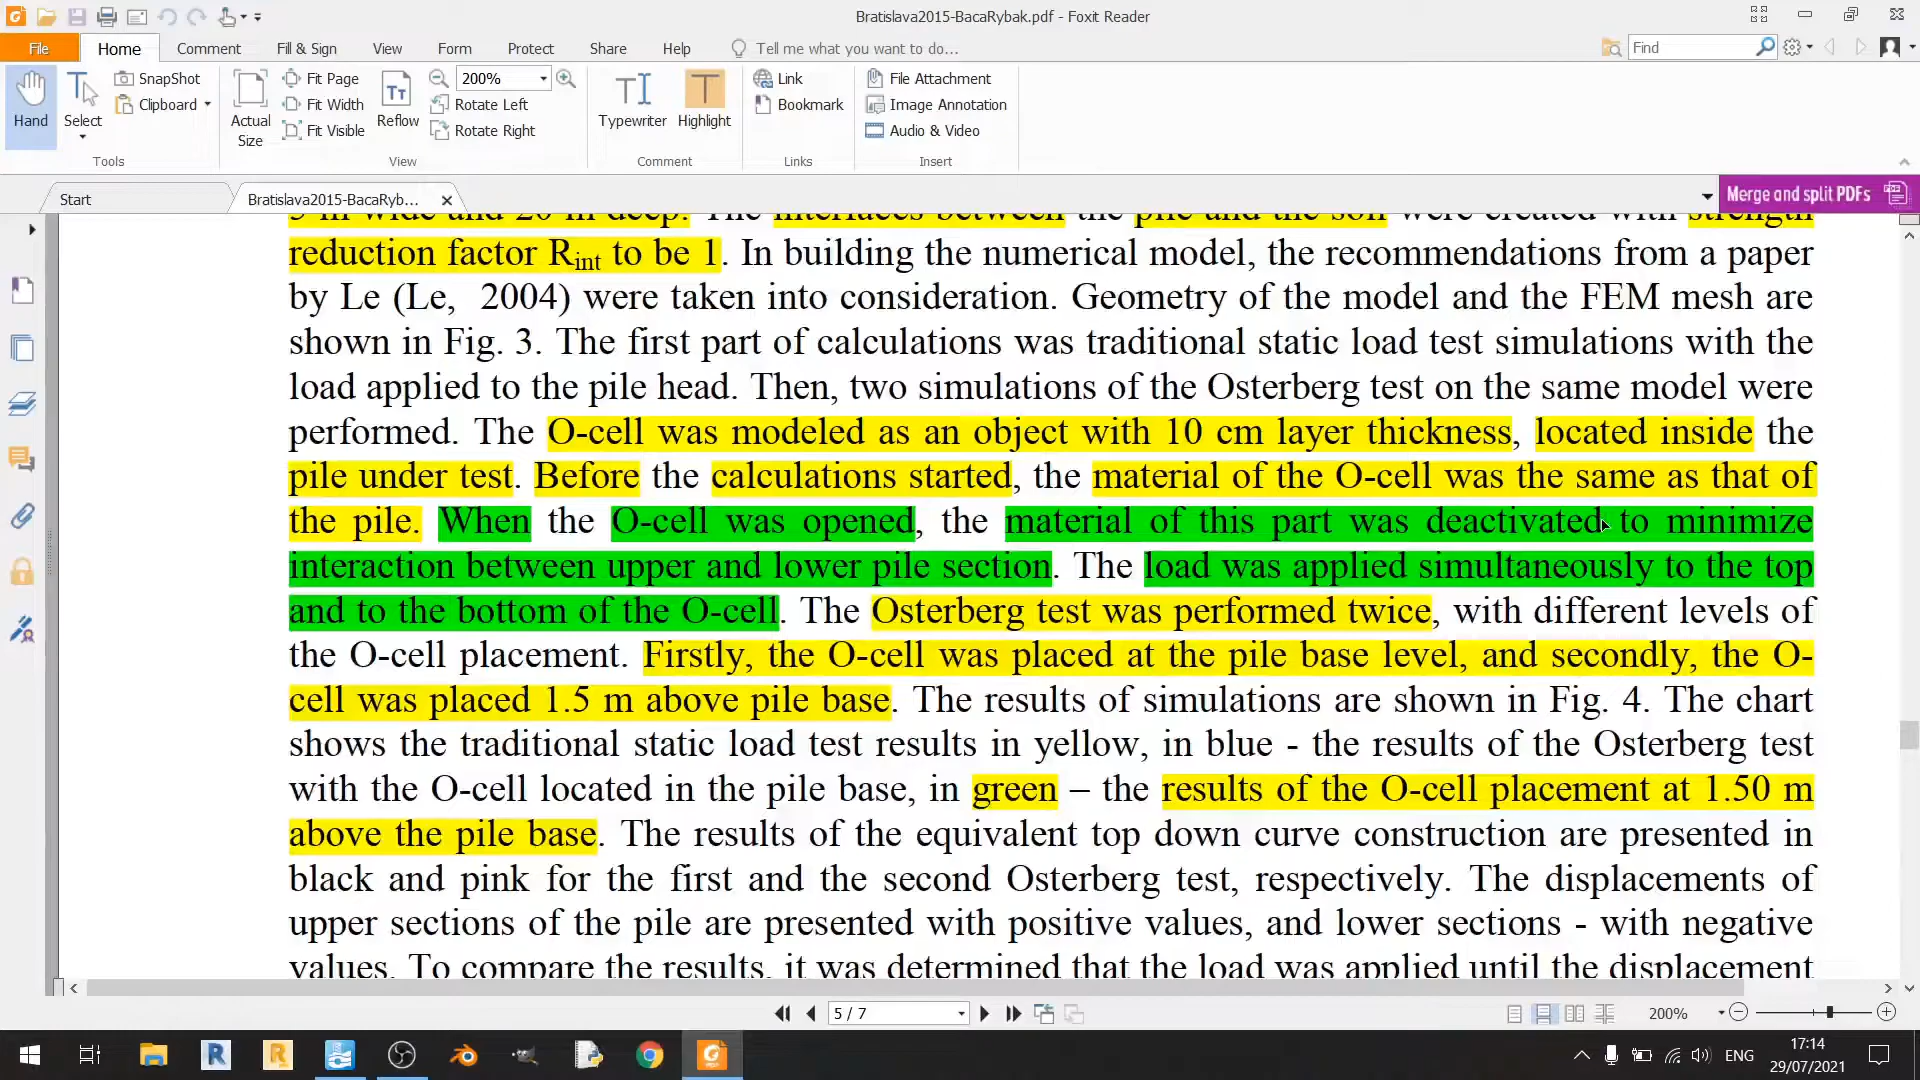 Bratislava2015-BacaRybak.pdf - Foxit Reader
File
Home
Comment
Fill & Sign
View
Form
Protect
Share
Help
Tell me what you want to do...
Find
Hand
Select
SnapShot
Clipboard
Tools
Actual Size
Fit Page
Fit Width
Fit Visible
Reflow
200%
Rotate Left
Rotate Right
View
Typewriter
Highlight
Comment
Link
Bookmark
Links
File Attachment
Image Annotation
Audio & Video
Insert
Start
Bratislava2015-BacaRyb...
Merge and split PDFs
5 m wide and 20 m deep. The interfaces between the pile and the soil were created with strength
reduction factor Rint to be 1. In building the numerical model, the recommendations from a paper
by Le (Le, 2004) were taken into consideration. Geometry of the model and the FEM mesh are
shown in Fig. 3. The first part of calculations was traditional static load test simulations with the
load applied to the pile head. Then, two simulations of the Osterberg test on the same model were
performed. The O-cell was modeled as an object with 10 cm layer thickness, located inside the
pile under test. Before the calculations started, the material of the O-cell was the same as that of
the pile. When the O-cell was opened, the material of this part was deactivated to minimize
interaction between upper and lower pile section. The load was applied simultaneously to the top
and to the bottom of the O-cell. The Osterberg test was performed twice, with different levels of
the O-cell placement. Firstly, the O-cell was placed at the pile base level, and secondly, the O-
cell was placed 1.5 m above pile base. The results of simulations are shown in Fig. 4. The chart
shows the traditional static load test results in yellow, in blue - the results of the Osterberg test
with the O-cell located in the pile base, in green – the results of the O-cell placement at 1.50 m
above the pile base. The results of the equivalent top down curve construction are presented in
black and pink for the first and the second Osterberg test, respectively. The displacements of
upper sections of the pile are presented with positive values, and lower sections - with negative
values. To compare the results, it was determined that the load was applied until the displacement
5 / 7
200%
ENG
17:14
29/07/2021